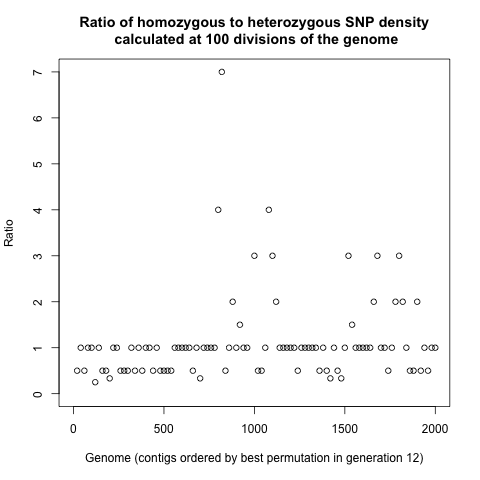 Ratio of homozygous to heterozygous SNP density
calculated at 100 divisions of the genome
7
6
5
4
3
2
1
0
Ratio
0 500 1000 1500 2000
Genome (contigs ordered by best permutation in generation 12)